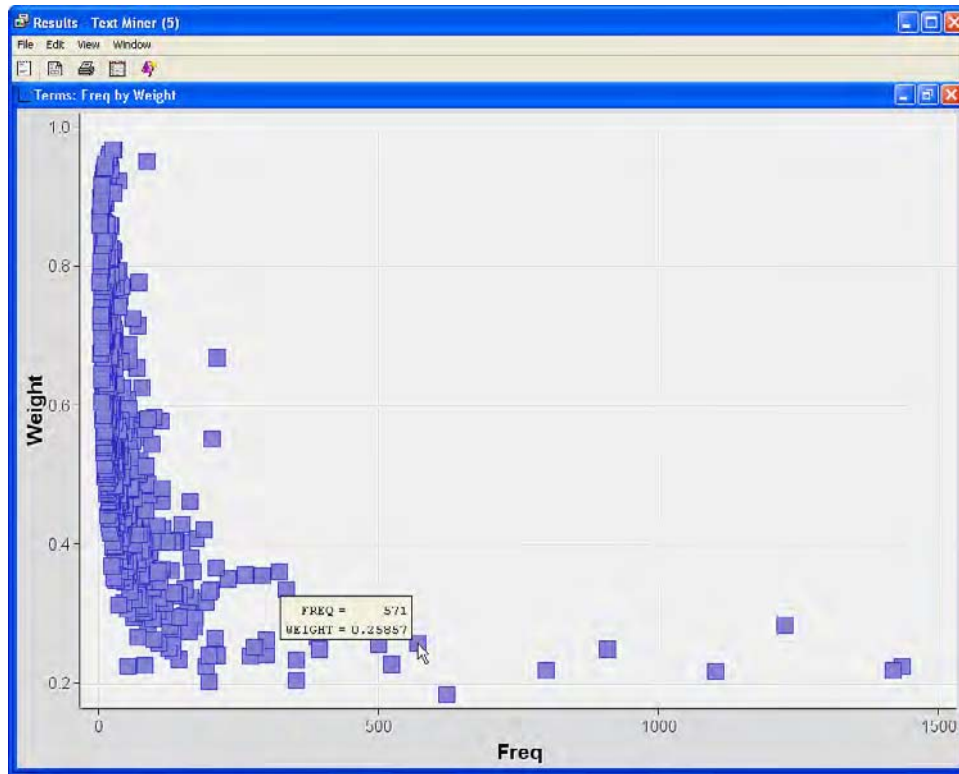 Results Text Miner (5)
File Edit View Window
Terms: Freq by Weight
1.0
0.8
0.6
0.4
0.2
Weight
FREQ = 571
WEIGHT = 0.25857
0 500 1000 1500
Freq